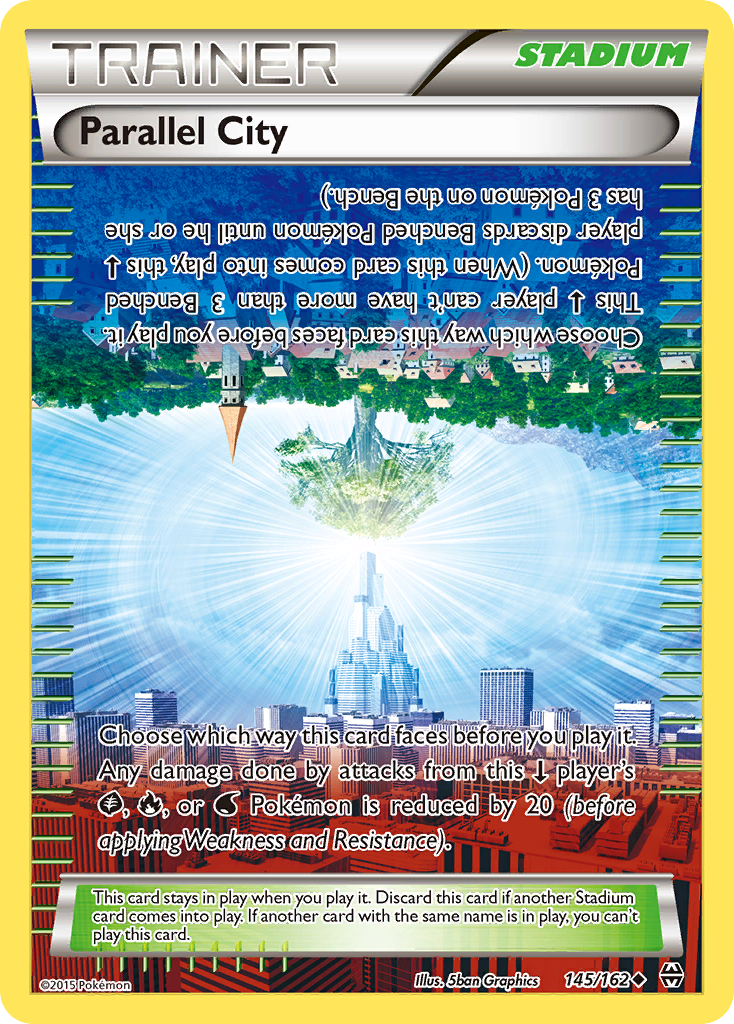 TRAINER
STADIUM
Parallel City
Choose which way this card faces before you play it.
This ↓ player can't have more than 3 Benched
Pokémon. (When this card comes into play, this ↓
player discards Benched Pokémon until he or she
has 3 Pokémon on the Bench.)
Choose which way this card faces before you play it.
Any damage done by attacks from this ↓ player's
, , or Pokémon is reduced by 20 (before
applying Weakness and Resistance).
This card stays in play when you play it. Discard this card if another Stadium
card comes into play. If another card with the same name is in play, you can't
play this card.
©2015 Pokémon
Illus. 5ban Graphics
145/162